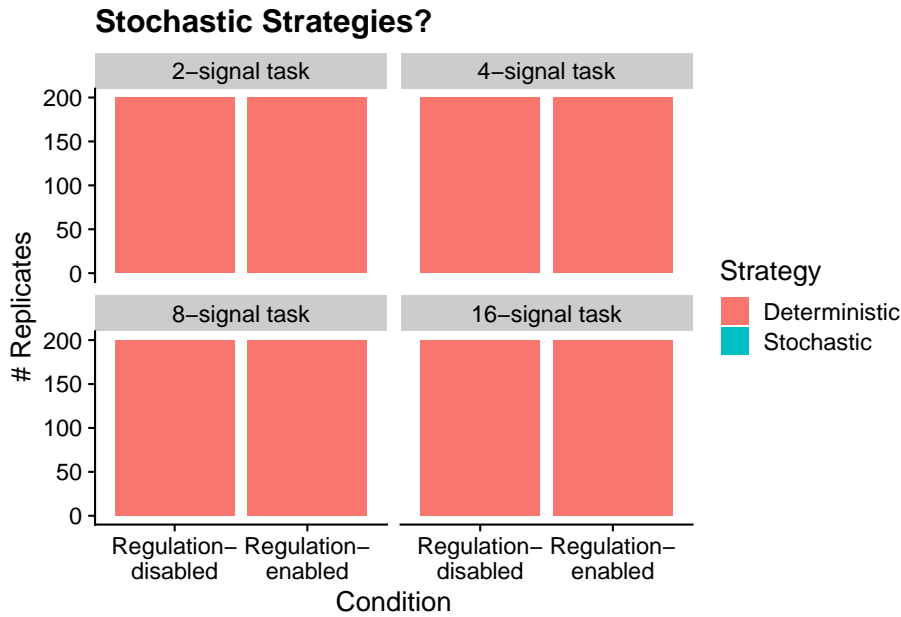 Stochastic Strategies?
2−signal task
4−signal task
200
150
100
50
0
8−signal task
16−signal task
200
150
100
50
0
# Replicates
Regulation−
disabled
Regulation−
enabled
Regulation−
disabled
Regulation−
enabled
Condition
Strategy
Deterministic
Stochastic